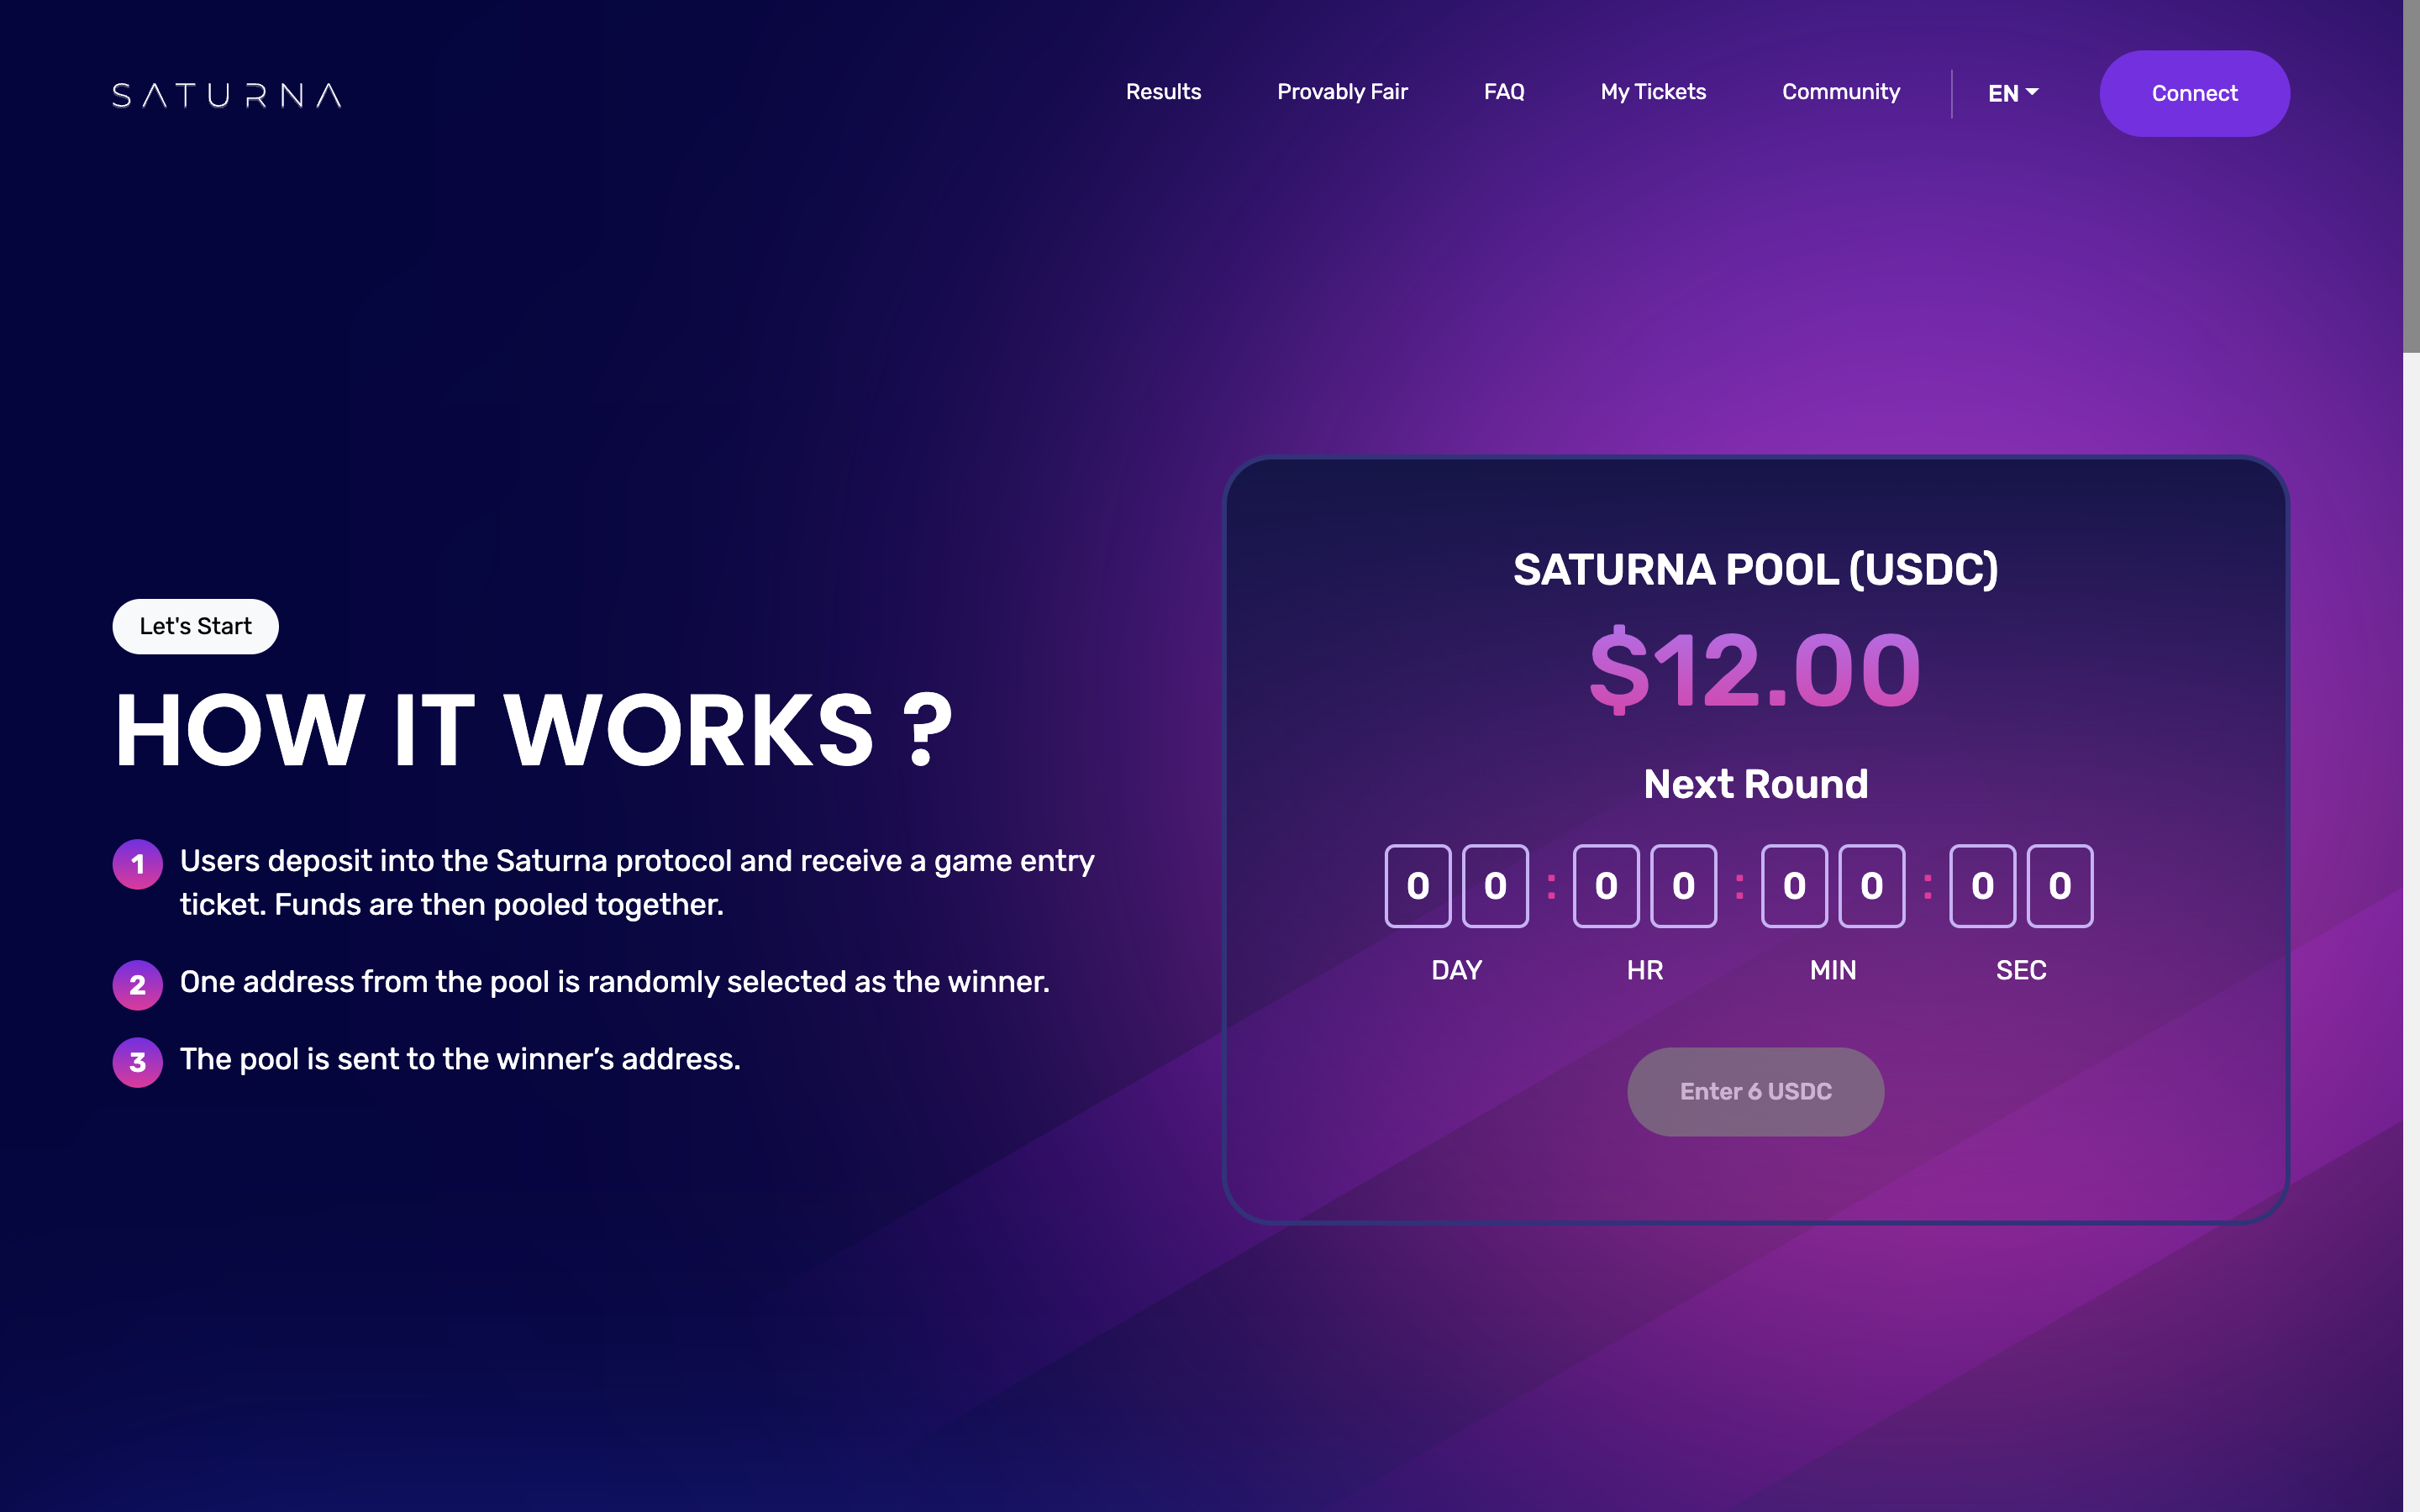 SATURNA
Results
Provably Fair
FAQ
My Tickets
Community
EN
Connect
Let's Start
HOW IT WORKS ?
1 Users deposit into the Saturna protocol and receive a game entry
ticket. Funds are then pooled together.
2 One address from the pool is randomly selected as the winner.
3 The pool is sent to the winner’s address.
SATURNA POOL (USDC)
$12.00
Next Round
0 0 : 0 0 : 0 0 : 0 0
DAY HR MIN SEC
Enter 6 USDC